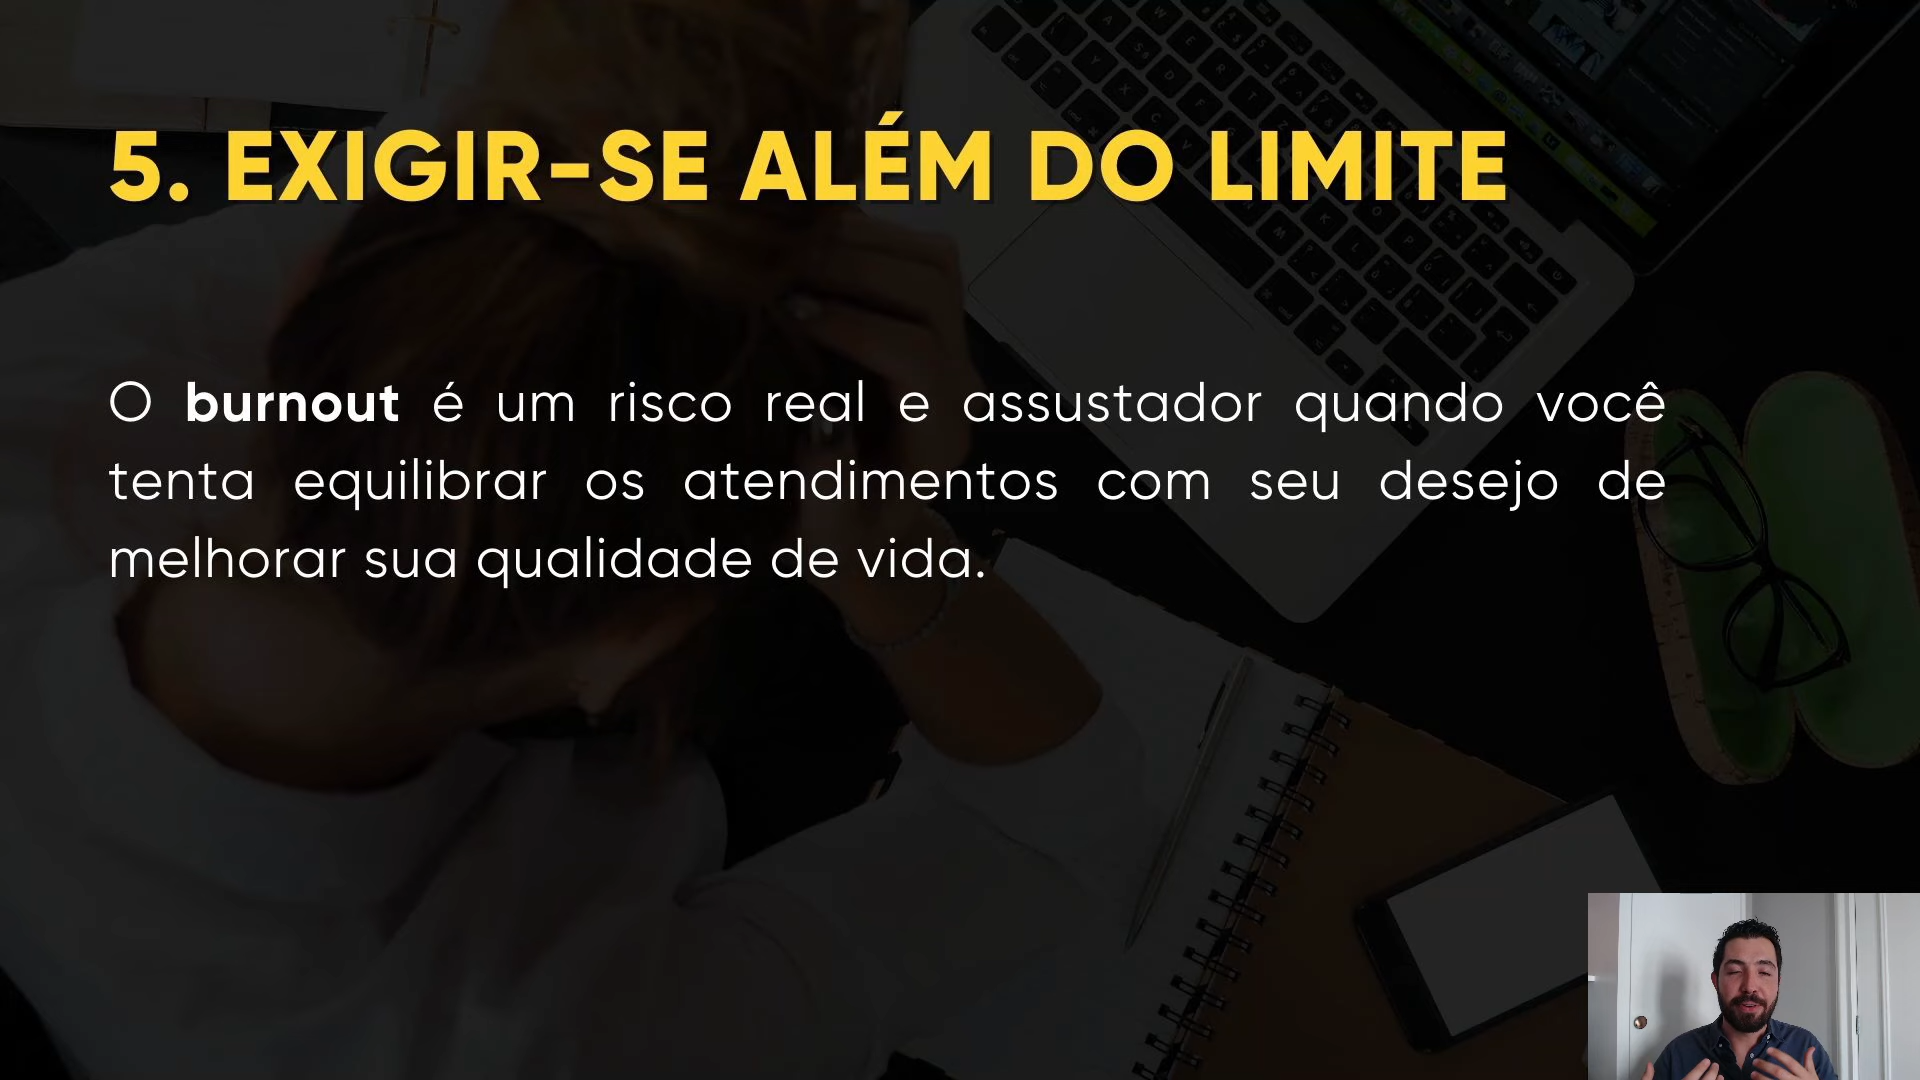 5. EXIGIR-SE ALÉM DO LIMITE
O burnout é um risco real e assustador quando você
tenta equilibrar os atendimentos com seu desejo de
melhorar sua qualidade de vida.